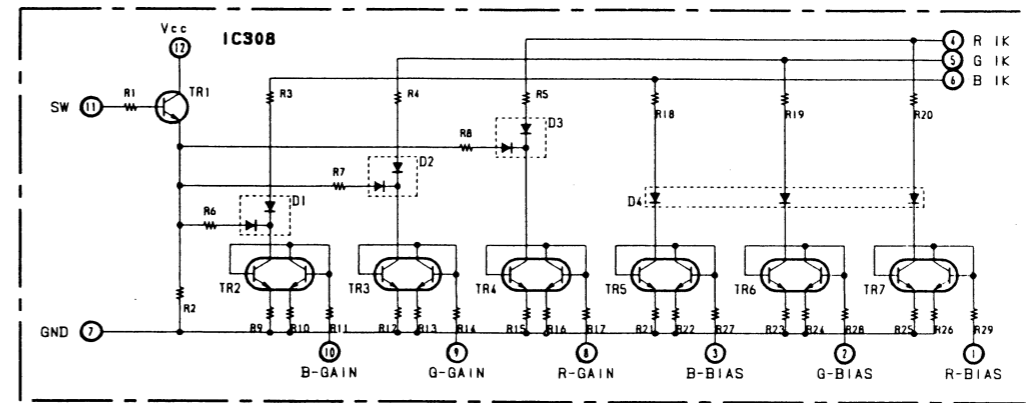 Vcc
IC308
12
4 R IK
5 G IK
6 B IK
R1
TR1
R3
R4
R5
SW 11
R18
R19
R20
D3
R8
D2
R7
D1
D4
R6
TR2
TR3
TR4
TR5
TR6
TR7
R2
GND 7
R9
R10
R11
R12
R13
R14
R15
R16
R17
R21
R22
R27
R23
R24
R28
R25
R26
R29
10
9
8
3
2
1
B-GAIN
G-GAIN
R-GAIN
B-BIAS
G-BIAS
R-BIAS